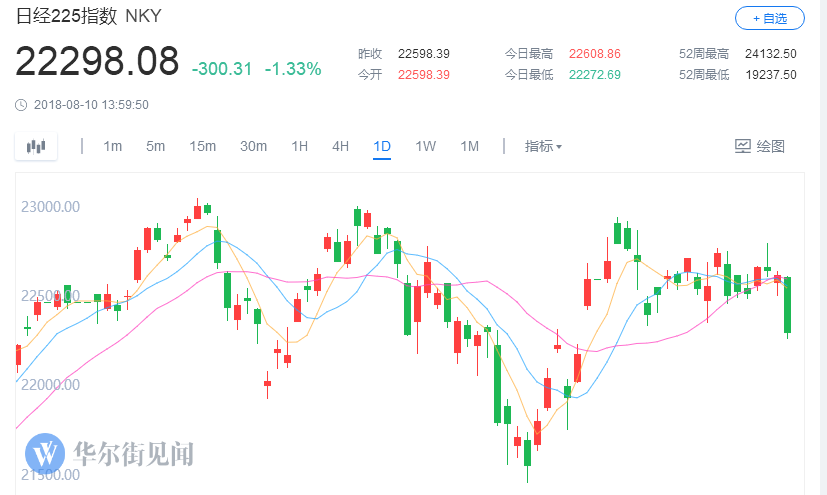 日经225指数 NKY
+ 自选
22298.08 -300.31 -1.33%
昨收 22598.39 今日最高 22608.86 52周最高 24132.50
今开 22598.39 今日最低 22272.69 52周最低 19237.50
2018-08-10 13:59:50
1m 5m 15m 30m 1H 4H 1D 1W 1M 指标 绘图
23000.00
22500.00
22000.00
华尔街见闻
21500.00